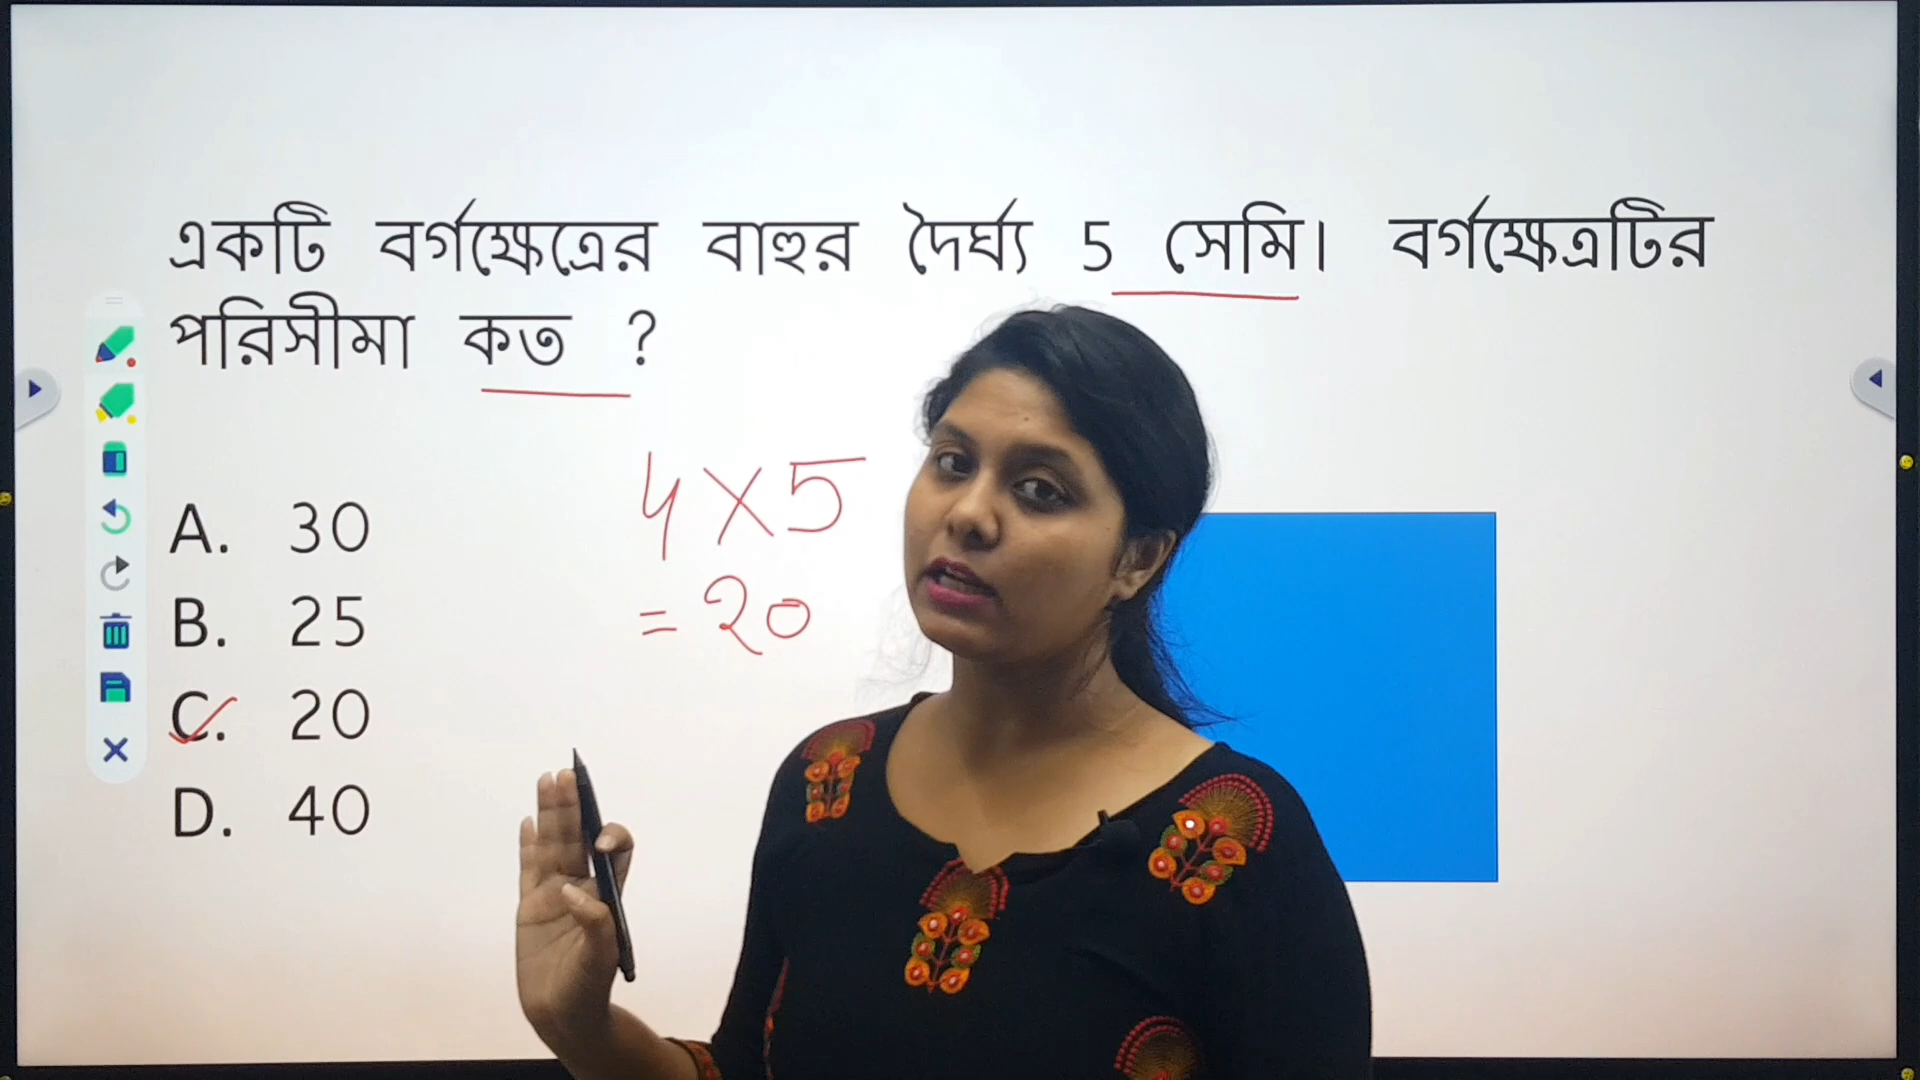 একটি বর্গক্ষেত্রের বাহুর দৈর্ঘ্য 5 সেমি। বর্গক্ষেত্রটির
পরিসীমা কত ?
4 X 5
= 20
A. 30
B. 25
C. 20
D. 40